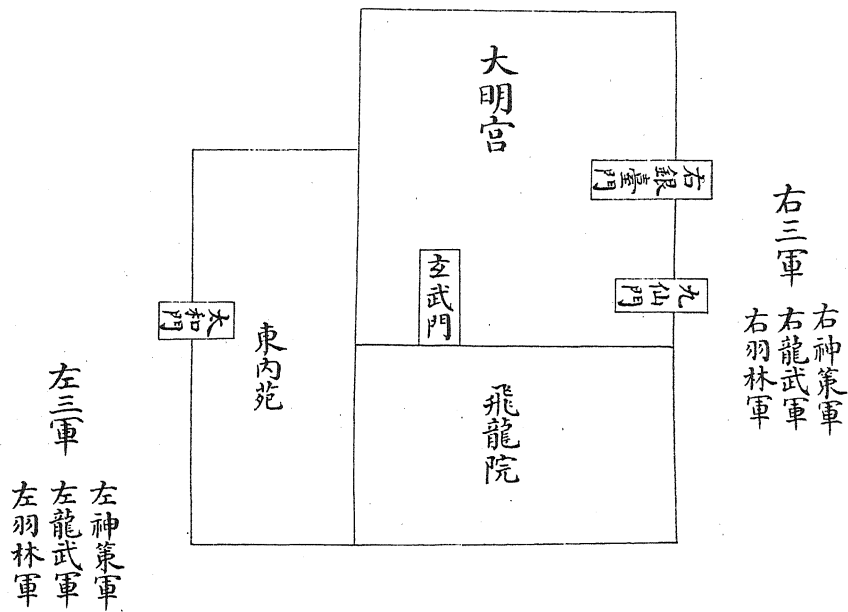 大明宮
右銀臺門
九仙門
玄武門
右三軍
右神策軍
右龍武軍
右羽林軍
飛龍院
東內苑
太和門
左三軍
左神策軍
左龍武軍
左羽林軍